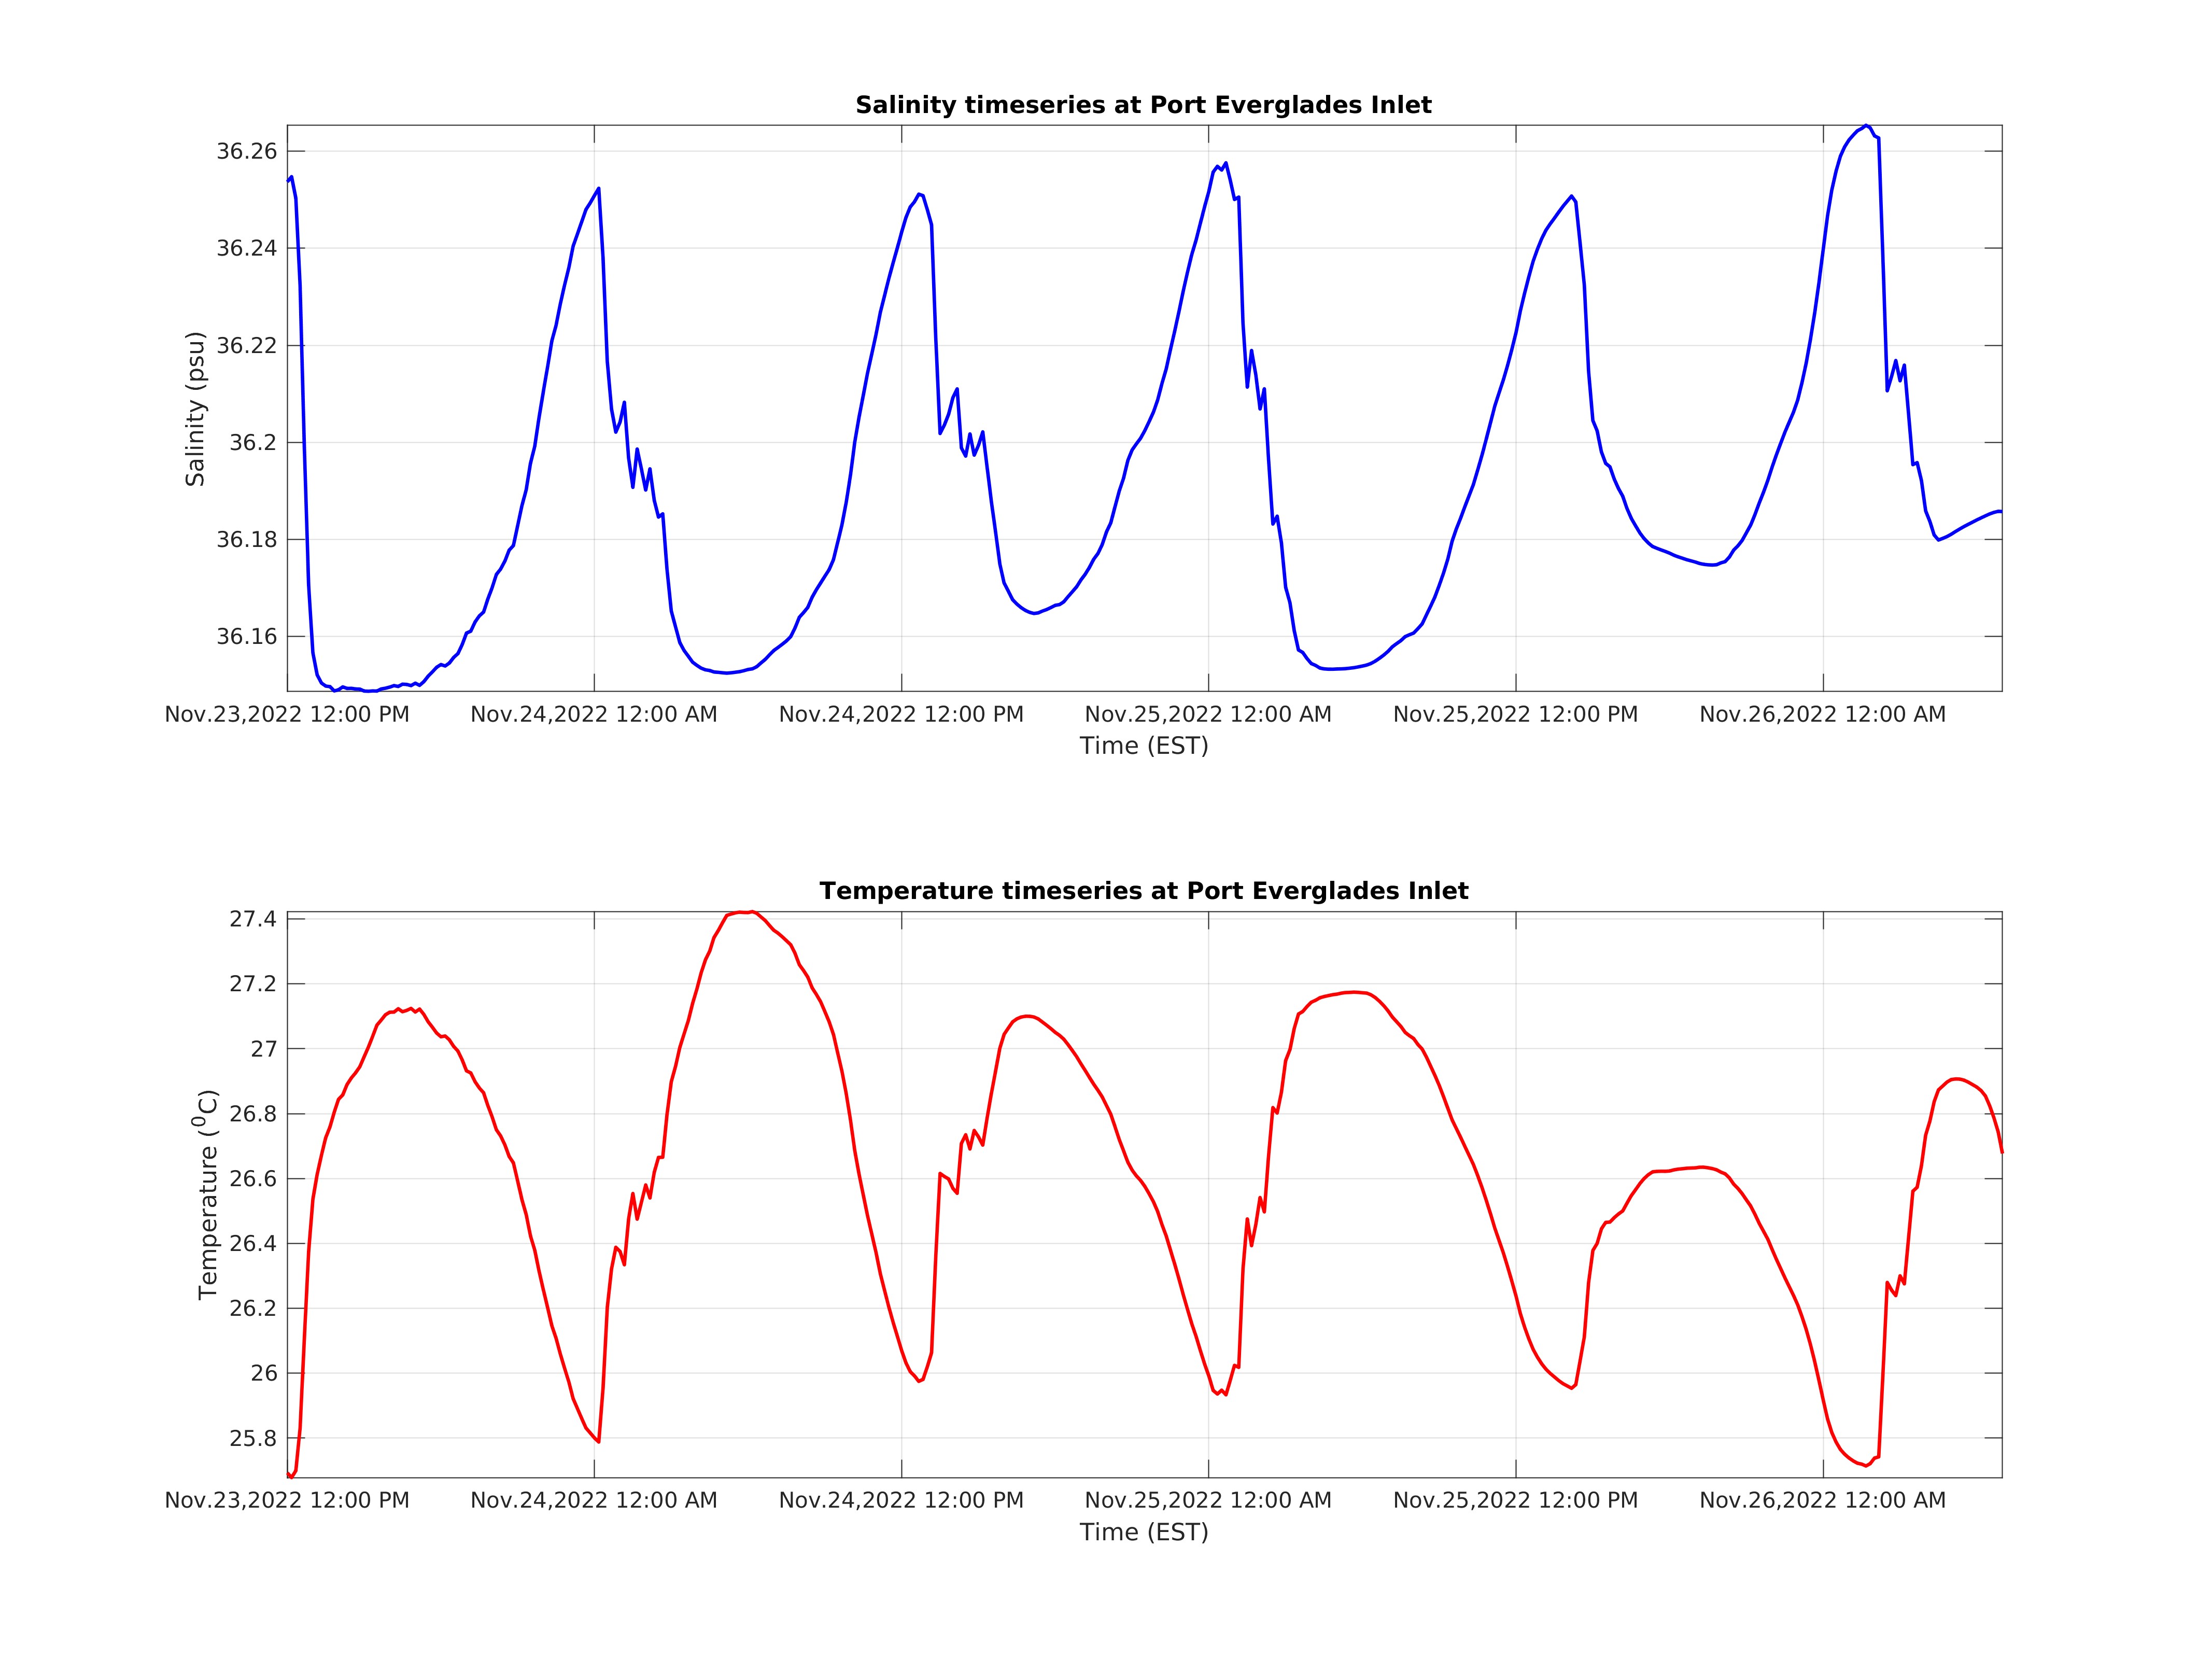 Salinity timeseries at Port Everglades Inlet
36.26
36.24
36.22
36.2
36.18
36.16
Salinity (psu)
Nov.23,2022 12:00 PM Nov.24,2022 12:00 AM Nov.24,2022 12:00 PM Nov.25,2022 12:00 AM Nov.25,2022 12:00 PM Nov.26,2022 12:00 AM
Time (EST)
Temperature timeseries at Port Everglades Inlet
27.4
27.2
27
26.8
26.6
26.4
26.2
26
25.8
Temperature (⁰C)
Nov.23,2022 12:00 PM Nov.24,2022 12:00 AM Nov.24,2022 12:00 PM Nov.25,2022 12:00 AM Nov.25,2022 12:00 PM Nov.26,2022 12:00 AM
Time (EST)